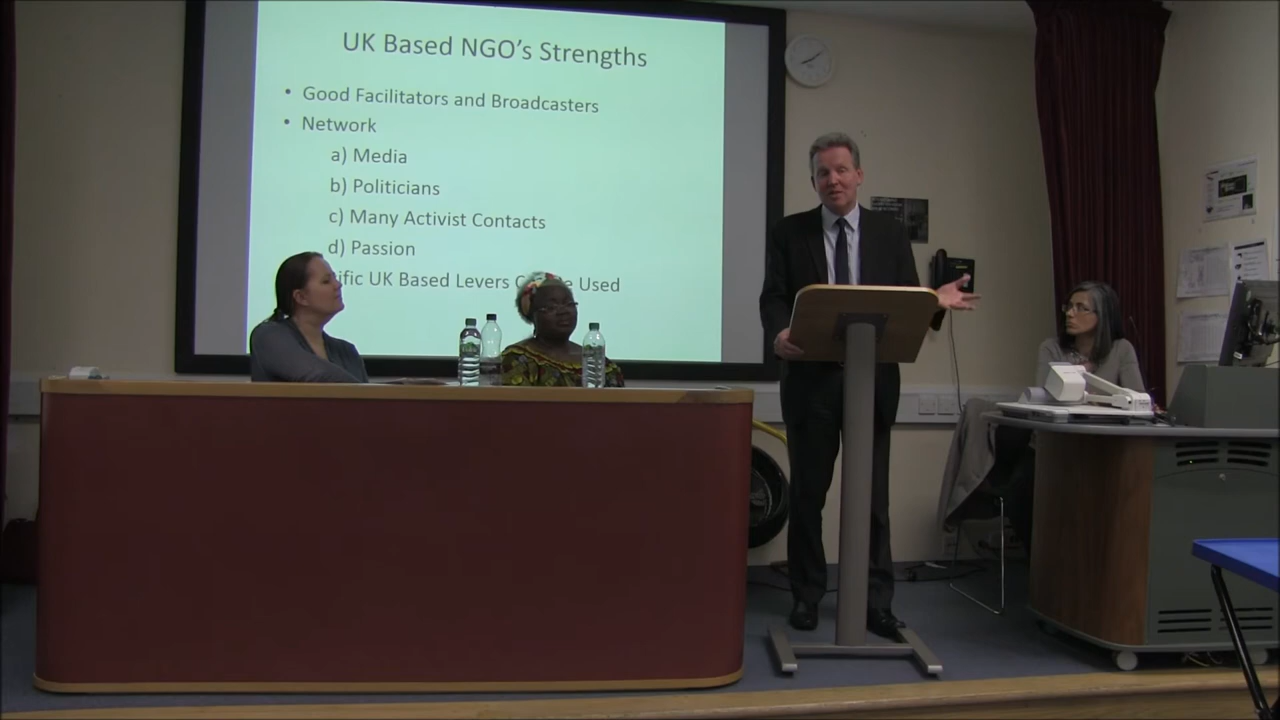 UK Based NGO's Strengths
• Good Facilitators and Broadcasters
• Network
a) Media
b) Politicians
c) Many Activist Contacts
d) Passion
UK Based Levers Used